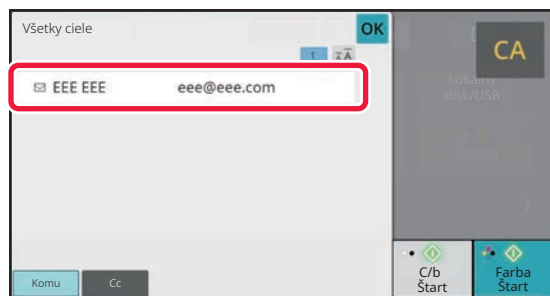 Všetky ciele
OK
1
CA
EEE EEE eee@eee.com
Lokálny
disk/USB
Komu
Cc
C/b
Štart
Farba
Štart